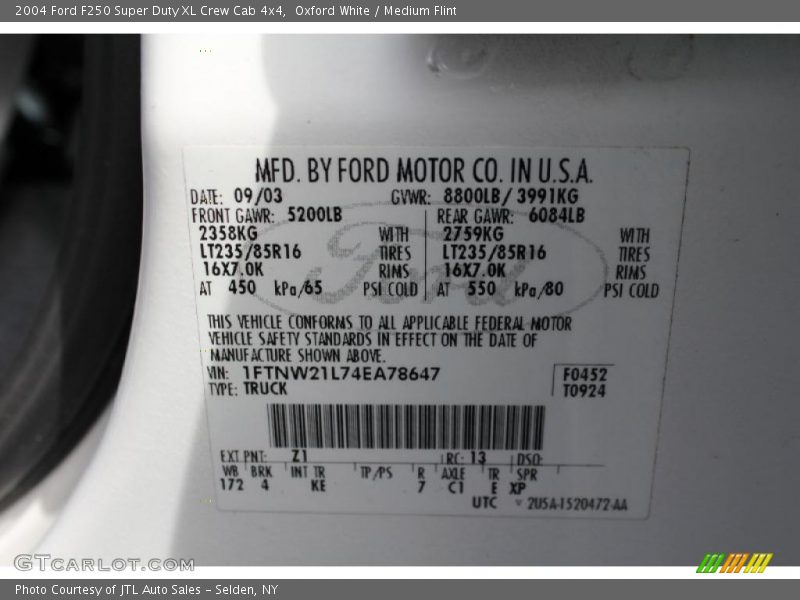 2004 Ford F250 Super Duty XL Crew Cab 4x4,  Oxford White / Medium Flint
MFD. BY FORD MOTOR CO. IN U.S.A.
DATE: 09/03 GVWR: 8800LB/ 3991KG
FRONT GAWR: 5200LB REAR GAWR: 6084LB
2358KG WITH 2759KG WITH
LT235/85R16 TIRES LT235/85R16 TIRES
16X7.0K RIMS 16X7.0K RIMS
AT 450 kPa/65 PSI COLD AT 550 kPa/80 PSI COLD
Ford
THIS VEHICLE CONFORMS TO ALL APPLICABLE FEDERAL MOTOR
VEHICLE SAFETY STANDARDS IN EFFECT ON THE DATE OF
MANUFACTURE SHOWN ABOVE.
VIN: 1FTNW21L74EA78647 F0452
TYPE: TRUCK T0924
EXT PNT: Z1 RC: 13 DSO:
WB BRK INT TR TP/PS R AXLE TR SPR
172 4 KE 7 C1 E XP
UTC 2U5A-1520472-AA
GTCARLOT.COM
Photo Courtesy of JTL Auto Sales - Selden, NY